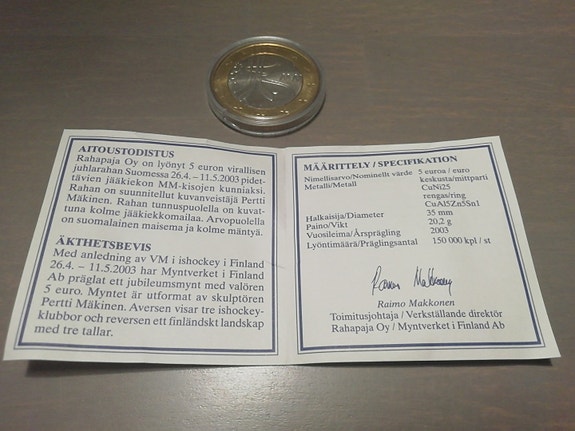 AITOUSTODISTUS
Rahapaja Oy on lyönyt 5 euron virallisen
juhlarahan Suomessa 26.4. – 11.5.2003 pidet-
tävien jääkiekon MM-kisojen kunniaksi.
Rahan on suunnitellut kuvanveistäjä Pertti
Mäkinen. Rahan tunnuspuolella on kuvat-
tuna kolme jääkiekkomailaa. Arvopuolella
on suomalainen maisema ja kolme mäntyä.
ÄKTHETSBEVIS
Med anledning av VM i ishockey i Finland
26.4. – 11.5.2003 har Myntverket i Finland
Ab präglat ett jubileumsmynt med valören
5 euro. Myntet är utformat av skulptören
Pertti Mäkinen. Aversen visar tre ishockey-
klubbor och reversen ett finländskt landskap
med tre tallar.
MÄÄRITTELY / SPECIFIKATION
Nimellisarvo/Nominellt värde 5 euroa / euro
Metalli/Metall keskusta/mittparti
CuNi25
rengas/ring
CuAl5Zn5Sn1
Halkaisija/Diameter 35 mm
Paino/Vikt 20,2 g
Vuosileima/Årsprägling 2003
Lyöntimäärä/Präglingsantal 150 000 kpl / st
Raimo Makkonen
Raimo Makkonen
Toimitusjohtaja / Verkställande direktör
Rahapaja Oy / Myntverket i Finland Ab